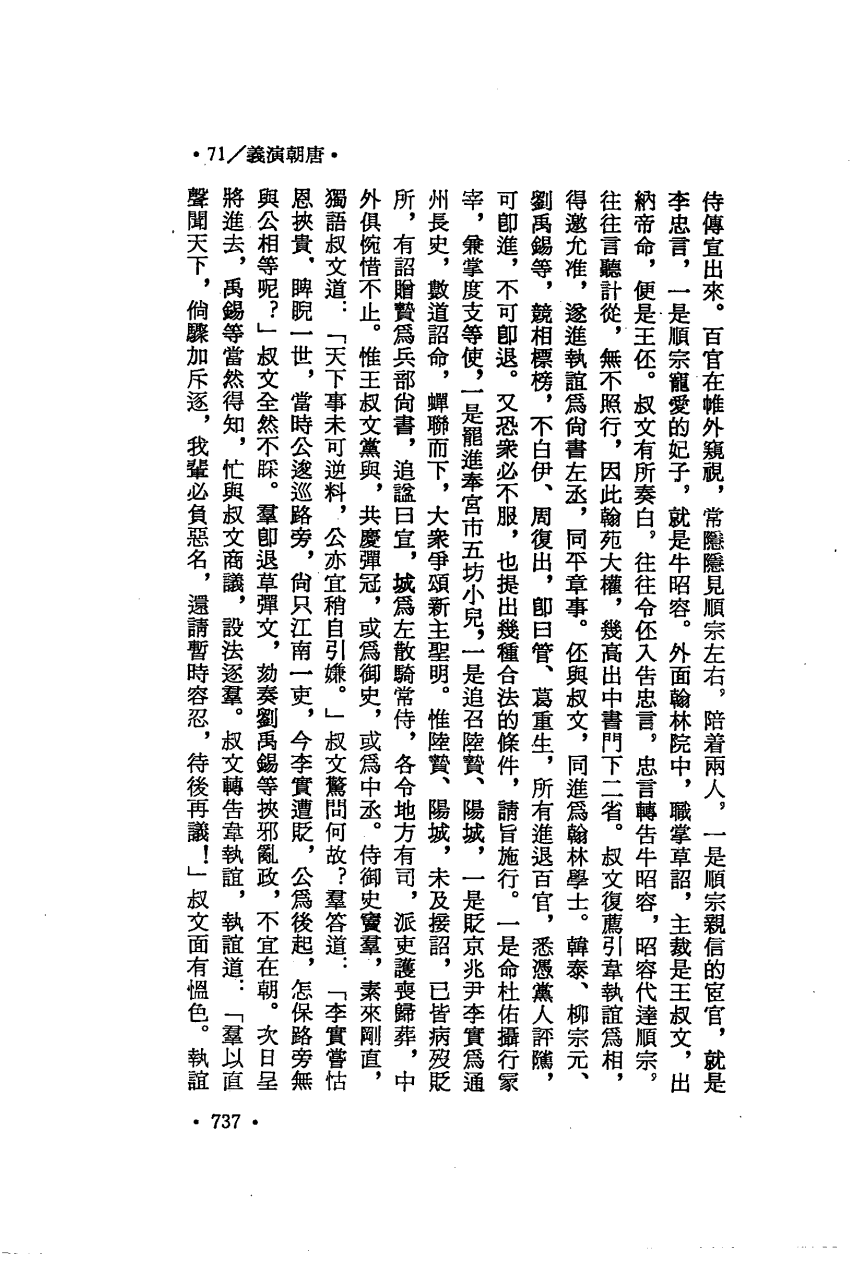 •71／義演朝唐•
侍傳宣出來。百官在帷外窺視，常隱隱見順宗左右，陪着兩人，一是順宗親信的宦官，就是
李忠言，一是順宗寵愛的妃子，就是牛昭容。外面翰林院中，職掌草詔，主裁是王叔文，出
納帝命，便是王伾。叔文有所奏白，往往令伾入告忠言，忠言轉告牛昭容，昭容代達順宗。
往往言聽計從，無不照行，因此翰苑大權，幾高出中書門下二省。叔文復薦引韋執誼爲相，
得邀允准，遂進執誼爲尙書左丞，同平章事。伾與叔文，同進爲翰林學士。韓泰、柳宗元、
劉禹錫等，競相標榜，不曰伊、周復出，卽曰管、葛重生，所有進退百官，悉憑黨人評隲，
可卽進，不可卽退。又恐衆必不服，也提出幾種合法的條件，請旨施行。一是命杜佑攝行冢
宰，兼掌度支等使，一是罷進奉宮市五坊小兒，一是追召陸贄、陽城，一是貶京兆尹李實爲通
州長史，數道詔命，蟬聯而下，大衆爭頌新主聖明。惟陸贄、陽城，未及接詔，已皆病歿貶
所，有詔贈贄爲兵部尙書，追諡曰宣，城爲左散騎常侍，各令地方有司，派吏護喪歸葬，中
外俱惋惜不止。惟王叔文黨與，共慶彈冠，或爲御史，或爲中丞。侍御史竇羣，素來剛直，
獨語叔文道：「天下事未可逆料，公亦宜稍自引嫌。」叔文驚問何故？羣答道：「李實嘗怙
恩挾貴，睥睨一世，當時公逡巡路旁，尙只江南一吏，今李實遭貶，公爲後起，怎保路旁無
與公相等呢？」叔文全然不睬。羣卽退草彈文，劾奏劉禹錫等挾邪亂政，不宜在朝。次日呈
將進去，禹錫等當然得知，忙與叔文商議，設法逐羣。叔文轉告韋執誼，執誼道：「羣以直
聲聞天下，倘驟加斥逐，我輩必負惡名，還請暫時容忍，待後再議！」叔文面有慍色。執誼
•737•